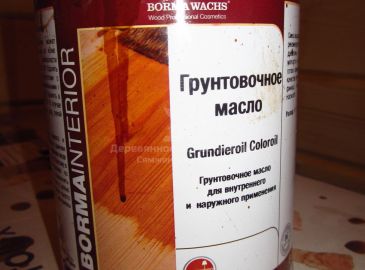 BORMA WACHS®
Wood Professional Cosmetics
Грунтовочное
масло
Grundieroil Coloroil
Грунтовочное масло
для внутреннего
и наружного применения
BORMAINTERIOR